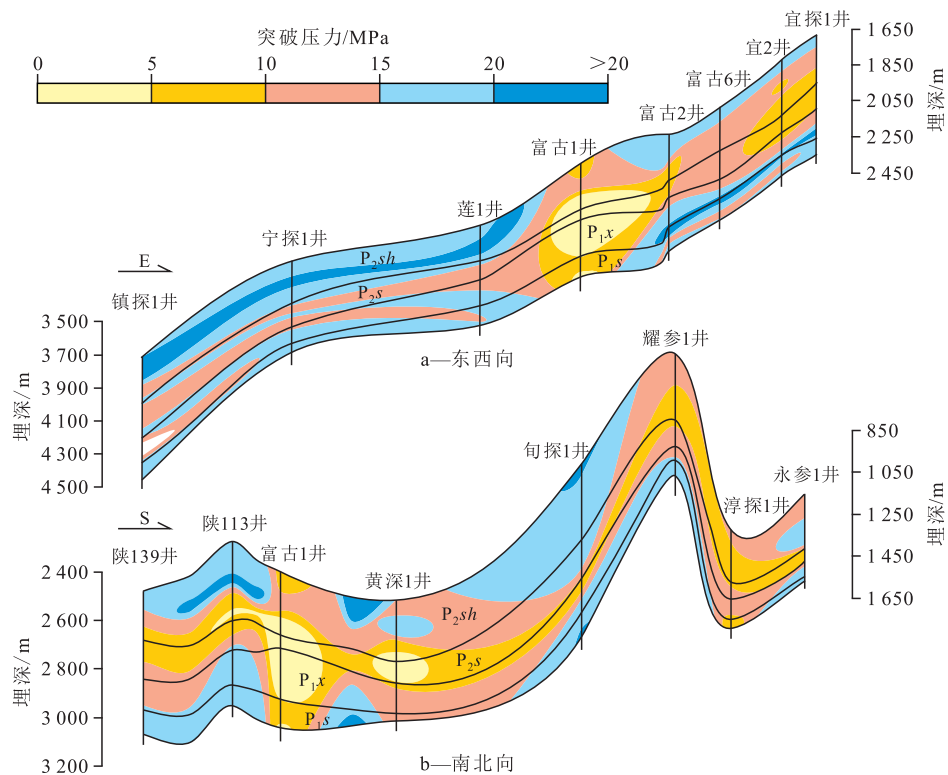 突破压力/MPa
0 5 10 15 20 >20
宜探1井
宜2井
富古6井
富古2井
富古1井
莲1井
宁探1井
镇探1井
1 650
1 850
2 050
2 250
2 450
埋深/m
E
P₂sh
P₂s
P₁x
P₁s
3 500
3 700
3 900
4 100
4 300
4 500
埋深/m
a—东西向
S
陕139井
陕113井
富古1井
黄深1井
旬探1井
耀参1井
淳探1井
永参1井
850
1 050
1 250
1 450
1 650
埋深/m
2 400
2 600
2 800
3 000
3 200
埋深/m
P₂sh
P₂s
P₁x
P₁s
b—南北向